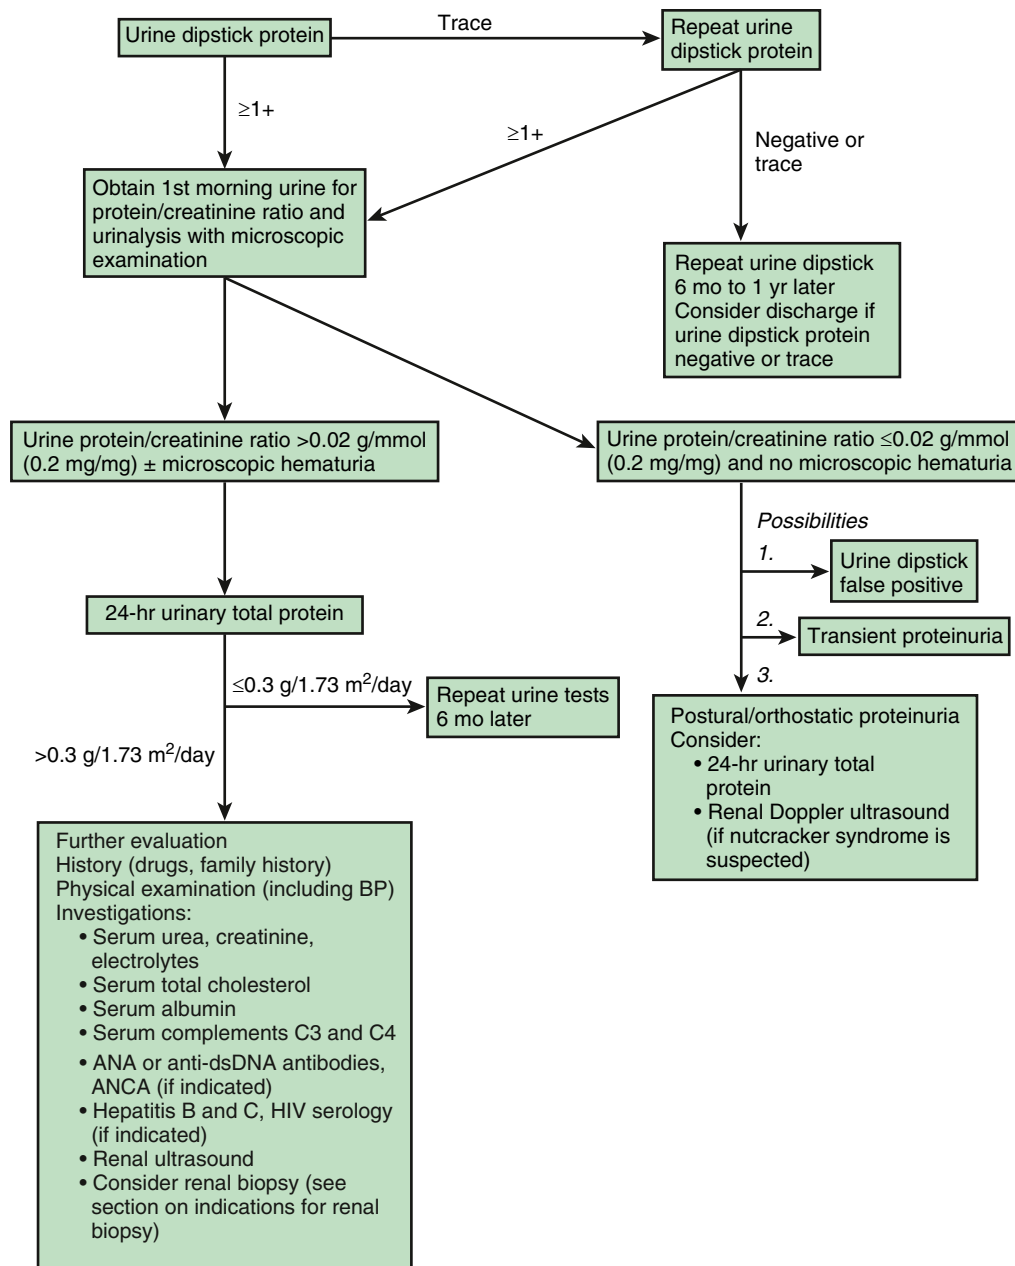 Urine dipstick protein
Trace
Repeat urine
dipstick protein
≥1+
≥1+
Negative or
trace
Obtain 1st morning urine for
protein/creatinine ratio and
urinalysis with microscopic
examination
Repeat urine dipstick
6 mo to 1 yr later
Consider discharge if
urine dipstick protein
negative or trace
Urine protein/creatinine ratio >0.02 g/mmol
(0.2 mg/mg) ± microscopic hematuria
Urine protein/creatinine ratio ≤0.02 g/mmol
(0.2 mg/mg) and no microscopic hematuria
Possibilities
1.
Urine dipstick
false positive
2.
Transient proteinuria
3.
Postural/orthostatic proteinuria
Consider:
• 24-hr urinary total
protein
• Renal Doppler ultrasound
(if nutcracker syndrome is
suspected)
24-hr urinary total protein
≤0.3 g/1.73 m²/day
Repeat urine tests
6 mo later
>0.3 g/1.73 m²/day
Further evaluation
History (drugs, family history)
Physical examination (including BP)
Investigations:
• Serum urea, creatinine,
electrolytes
• Serum total cholesterol
• Serum albumin
• Serum complements C3 and C4
• ANA or anti-dsDNA antibodies,
ANCA (if indicated)
• Hepatitis B and C, HIV serology
(if indicated)
• Renal ultrasound
• Consider renal biopsy (see
section on indications for renal
biopsy)